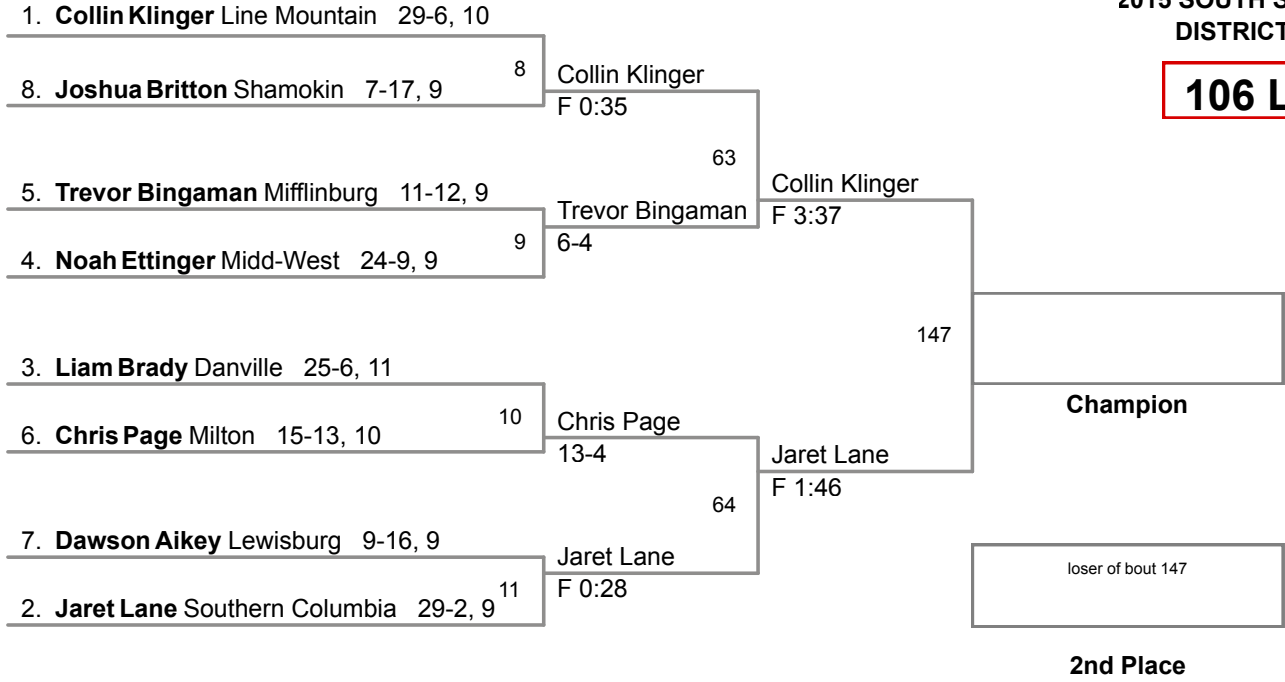 2015 SOUTH S
DISTRICT
106 L
1. Collin Klinger Line Mountain 29-6, 10
8
8. Joshua Britton Shamokin 7-17, 9
Collin Klinger
F 0:35
63
5. Trevor Bingaman Mifflinburg 11-12, 9
9
4. Noah Ettinger Midd-West 24-9, 9
Trevor Bingaman
6-4
Collin Klinger
F 3:37
147
3. Liam Brady Danville 25-6, 11
10
6. Chris Page Milton 15-13, 10
Chris Page
13-4
64
7. Dawson Aikey Lewisburg 9-16, 9
11
2. Jaret Lane Southern Columbia 29-2, 9
Jaret Lane
F 0:28
Jaret Lane
F 1:46
Champion
loser of bout 147
2nd Place